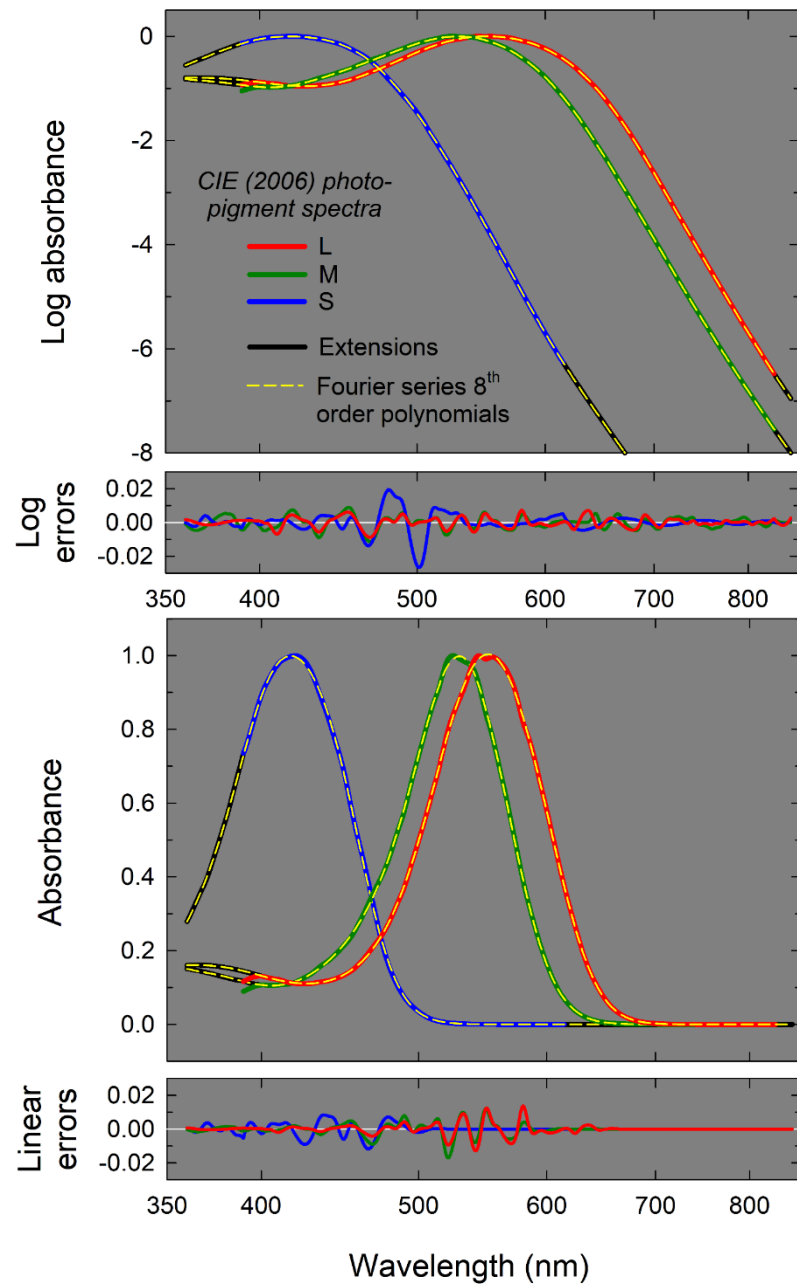 Log absorbance
0
-2
-4
-6
-8
CIE (2006) photo-
pigment spectra
L
M
S
Extensions
Fourier series 8th
order polynomials
Log
errors
0.02
0.00
-0.02
350 400 500 600 700 800
Absorbance
1.0
0.8
0.6
0.4
0.2
0.0
Linear
errors
0.02
0.00
-0.02
350 400 500 600 700 800
Wavelength (nm)